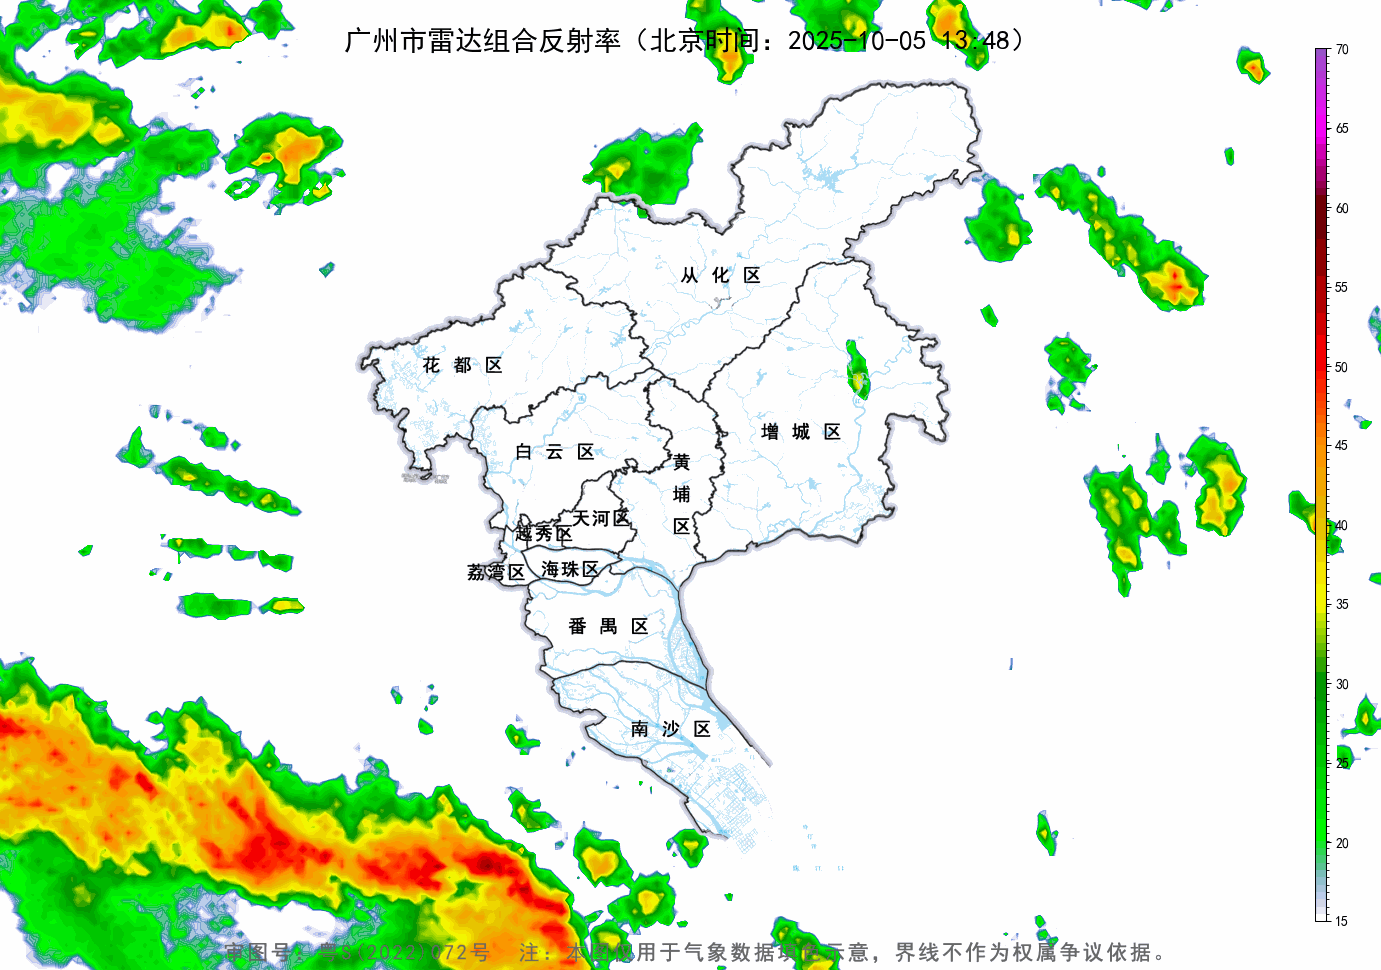 广州市雷达组合反射率（北京时间：2025-10-05 13:48）
70
65
60
55
50
45
40
35
30
25
20
15
从化区
花都区
增城区
白云区
黄埔区
天河区
越秀区
海珠区
荔湾区
番禺区
南沙区
审图号：粤S(2022)072号 注：本图仅用于气象数据填色示意，界线不作为权属争议依据。